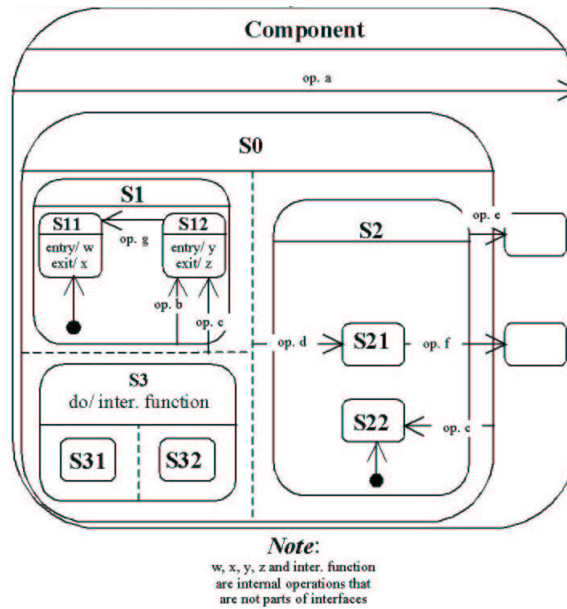 Component
op. a
S0
S1
S2
op. e
S11
S12
entry/ w
exit/ x
op. g
entry/ y
exit/ z
op. b
op. c
op. d
S21
op. f
S3
do/ inter. function
S22
op. c
S31
S32
Note:
w, x, y, z and inter. function
are internal operations that
are not parts of interfaces